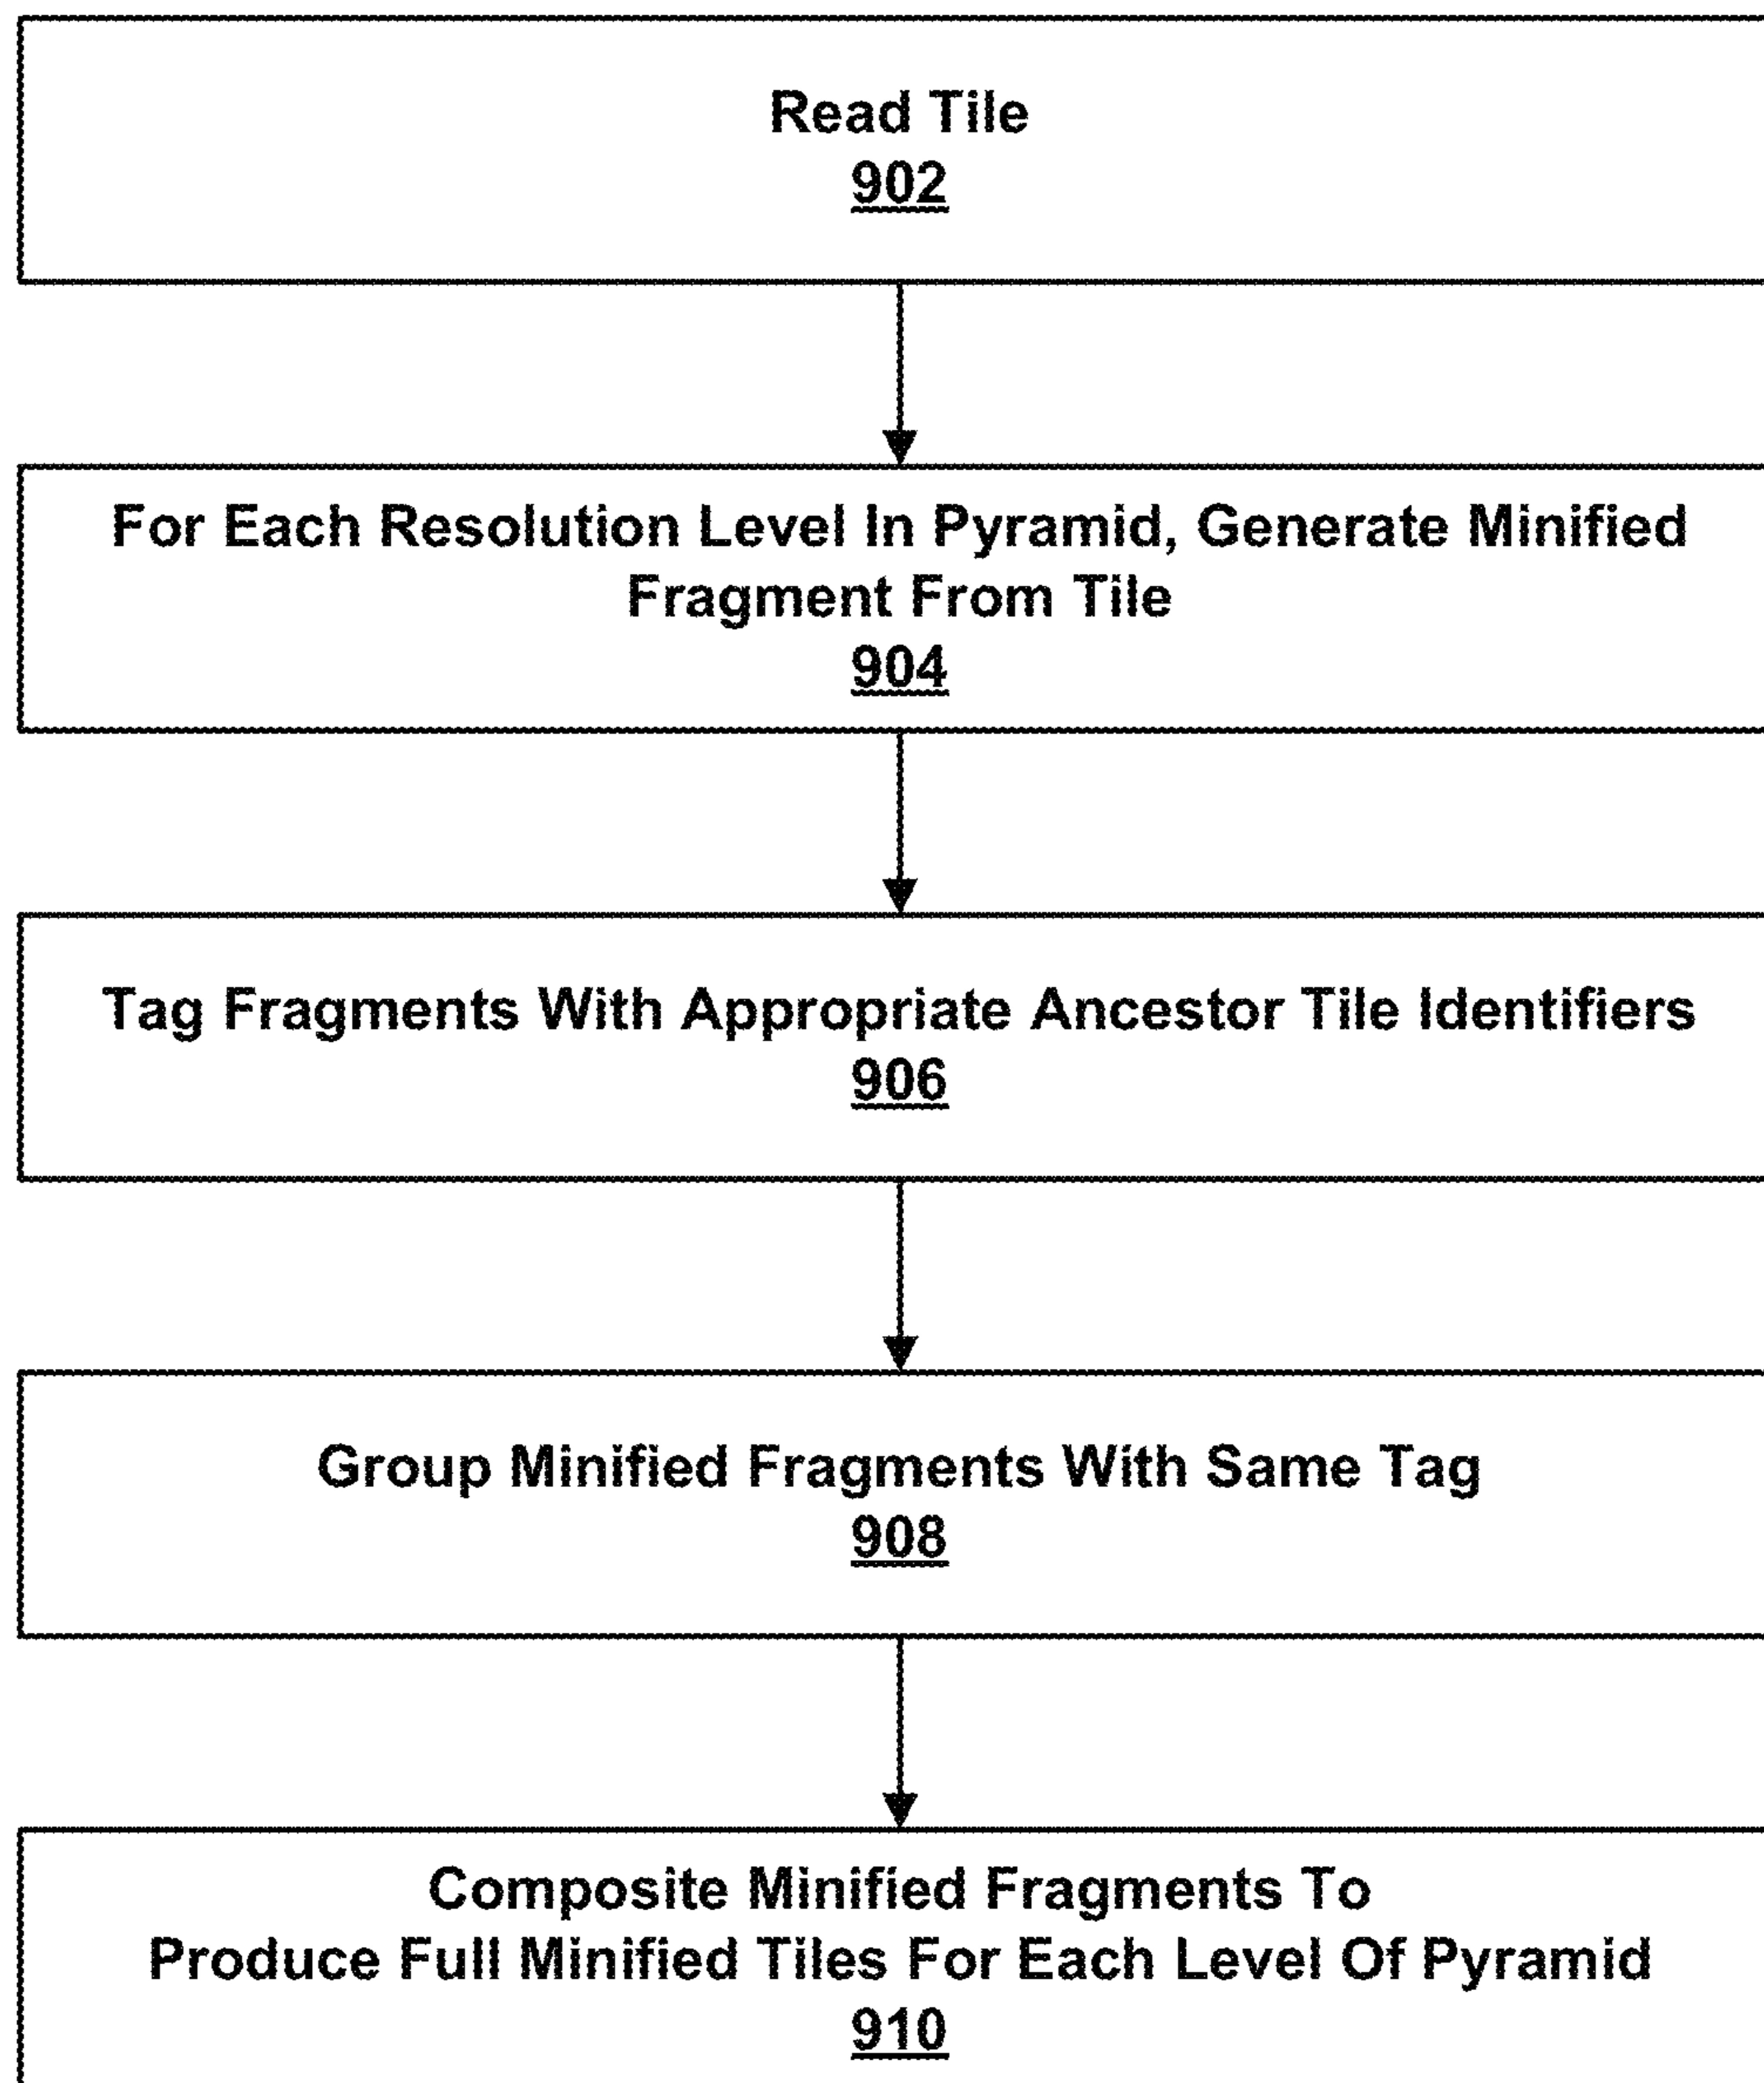 Read Tile
902
For Each Resolution Level In Pyramid, Generate Minified
Fragment From Tile
904
Tag Fragments With Appropriate Ancestor Tile Identifiers
906
Group Minified Fragments With Same Tag
908
Composite Minified Fragments To
Produce Full Minified Tiles For Each Level Of Pyramid
910